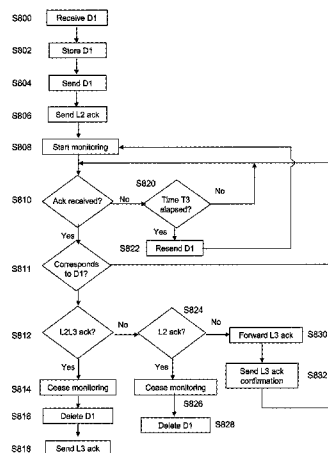 S800
Receive D1
S802
Store D1
S804
Send D1
S806
Send L2 ack
S808
Start monitoring
S810
Ack received?
No
S820
Time T3
elapsed?
No
Yes
Yes
S822
Resend D1
S811
Corresponds
to D1?
S812
L2L3 ack?
No
S824
L2 ack?
No
Forward L3 ack
S830
Yes
Yes
Send L3 ack
confirmation
S832
S814
Cease monitoring
Cease monitoring
S826
S816
Delete D1
Delete D1
S828
S818
Send L3 ack